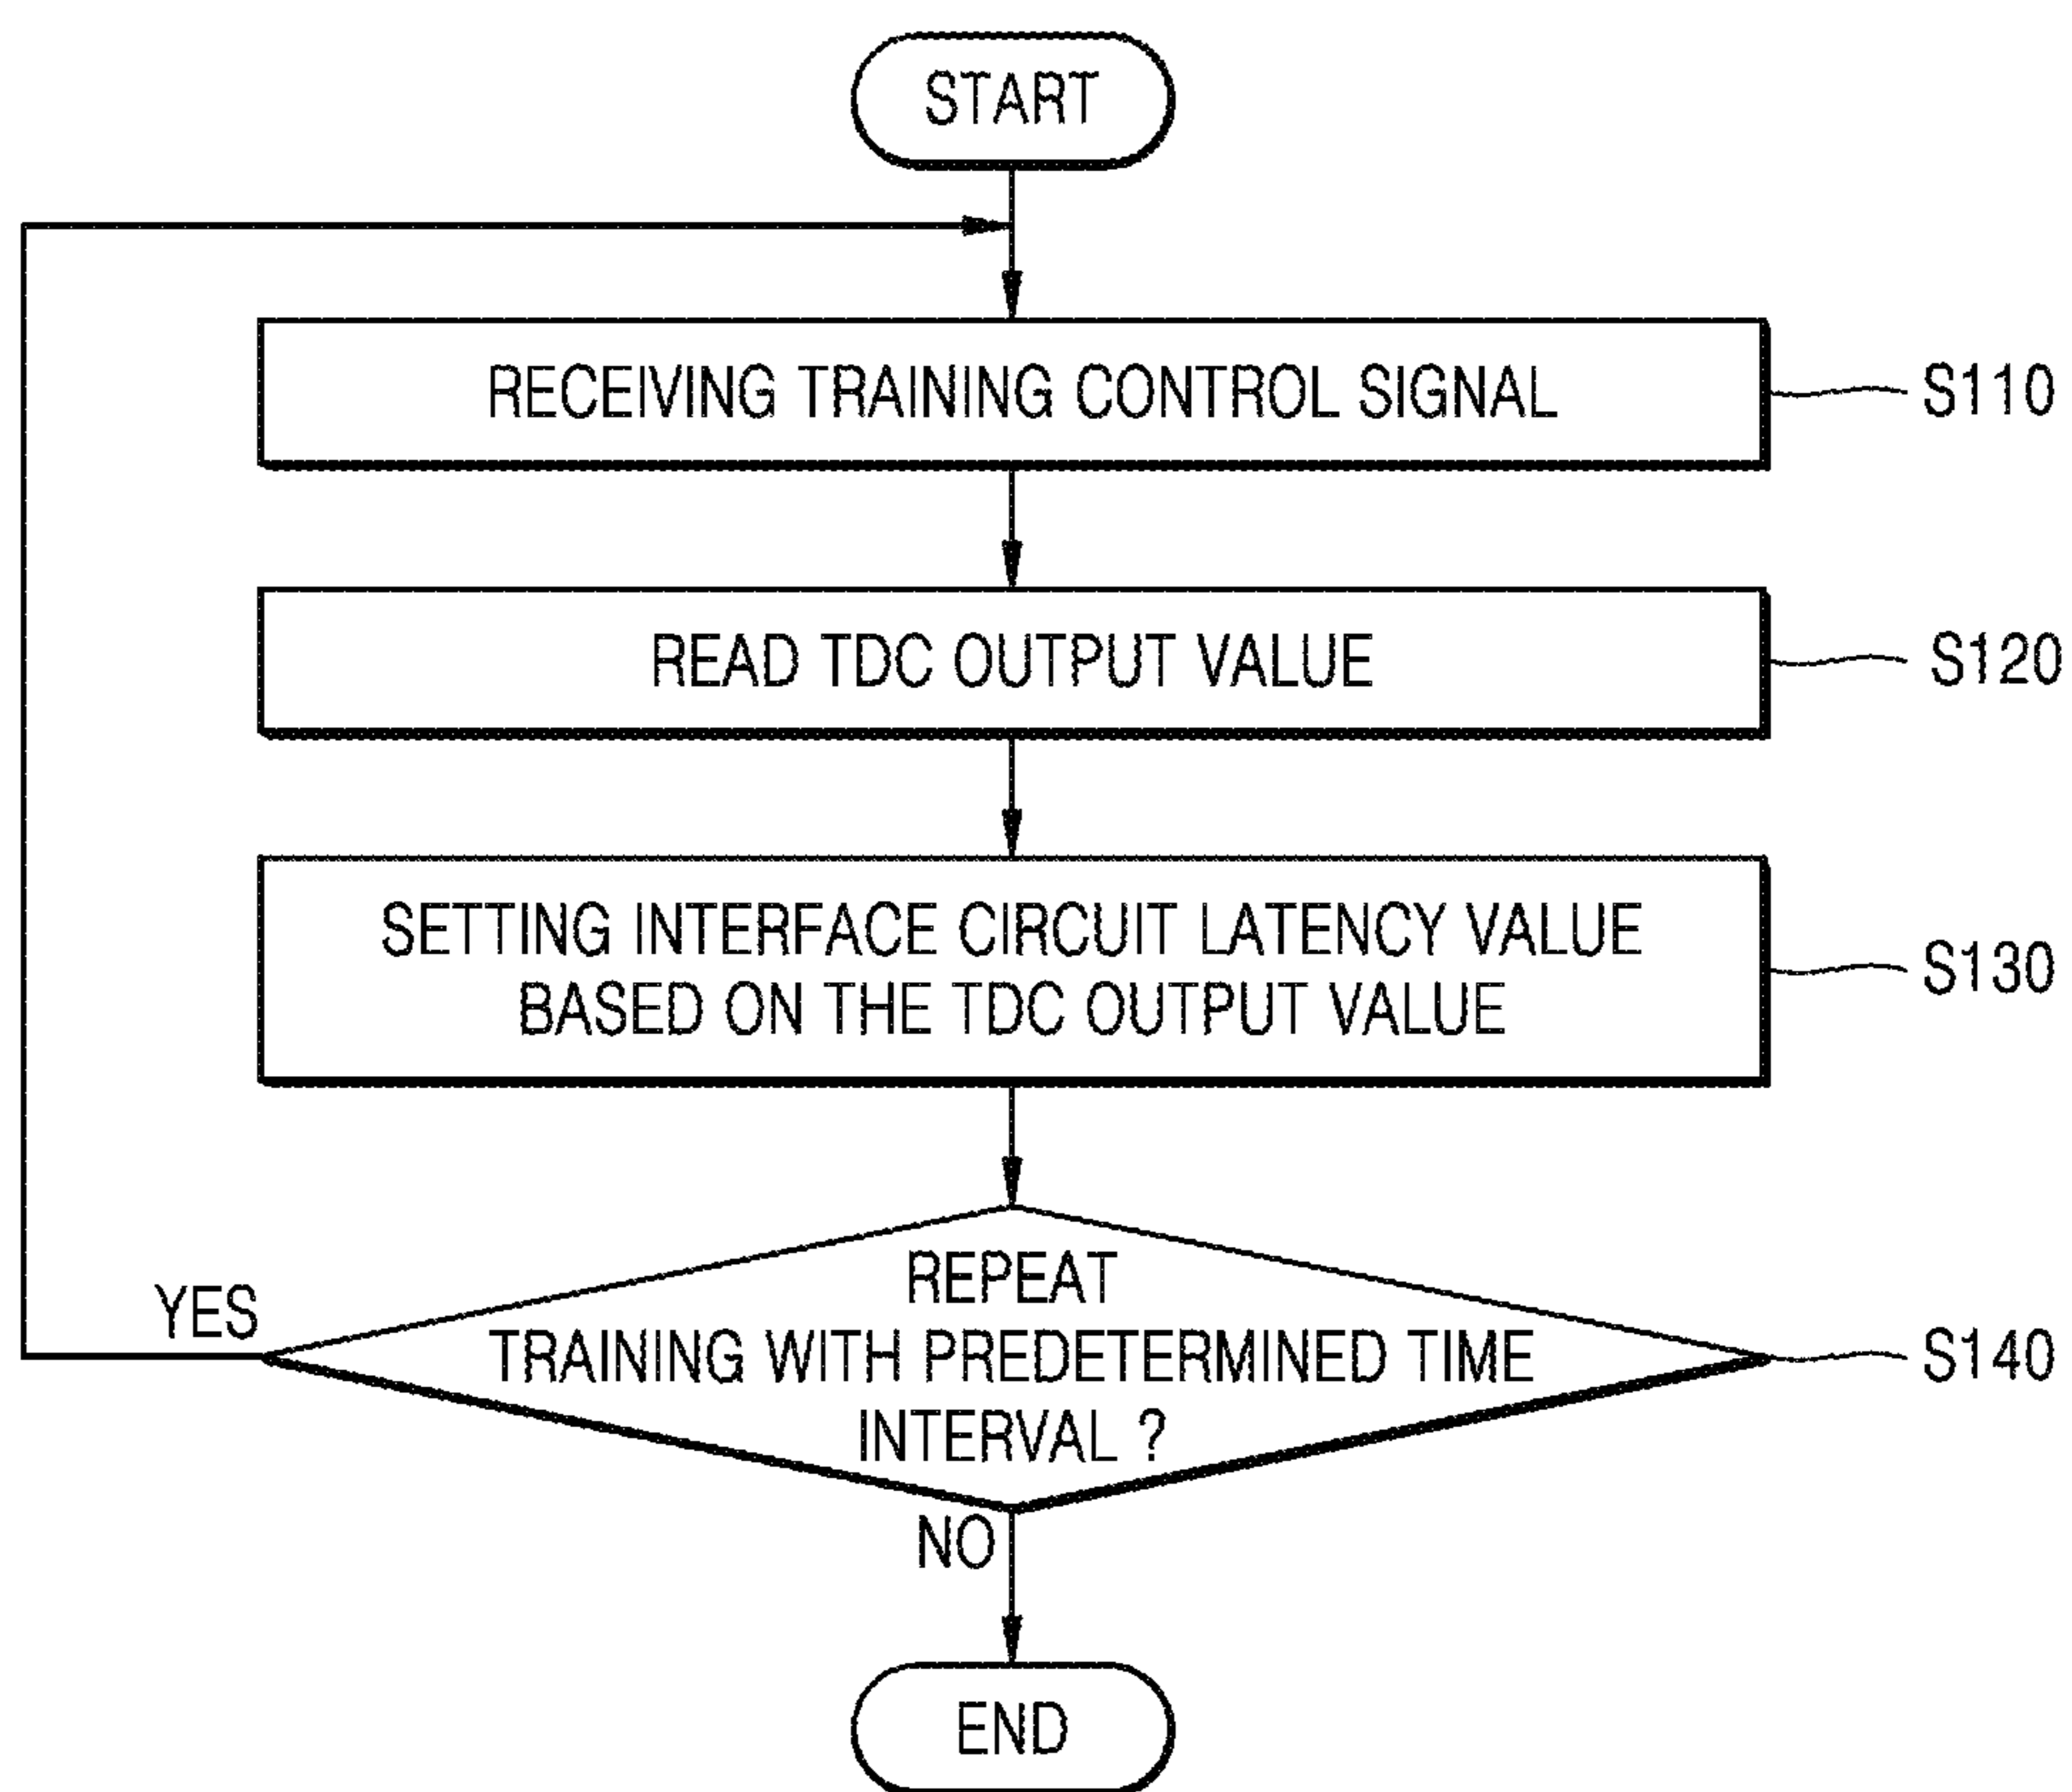 START
RECEIVING TRAINING CONTROL SIGNAL
S110
READ TDC OUTPUT VALUE
S120
SETTING INTERFACE CIRCUIT LATENCY VALUE
BASED ON THE TDC OUTPUT VALUE
S130
REPEAT
YES
TRAINING WITH PREDETERMINED TIME
S140
INTERVAL ?
NO
END